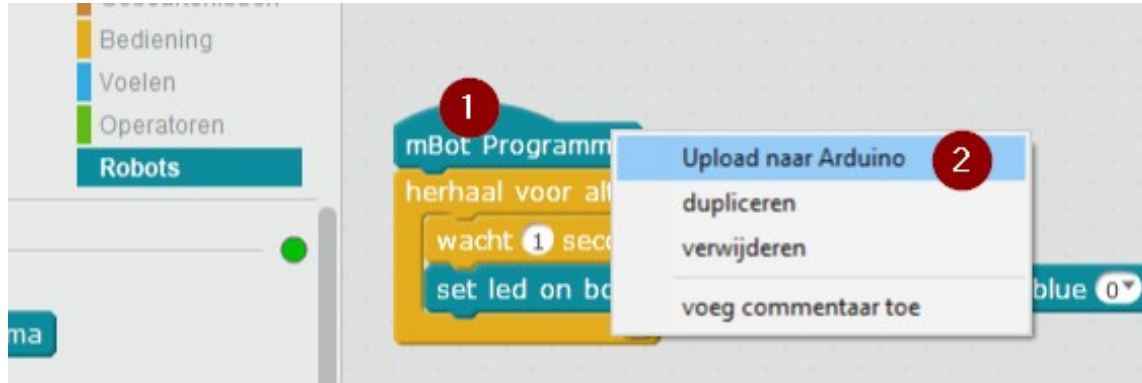 Bediening
Voelen
Operatoren
Robots
ma
1
mBot Programm
herhaal voor alt
wacht 1 seco
set led on bo
blue 0
Upload naar Arduino
2
dupliceren
verwijderen
voeg commentaar toe